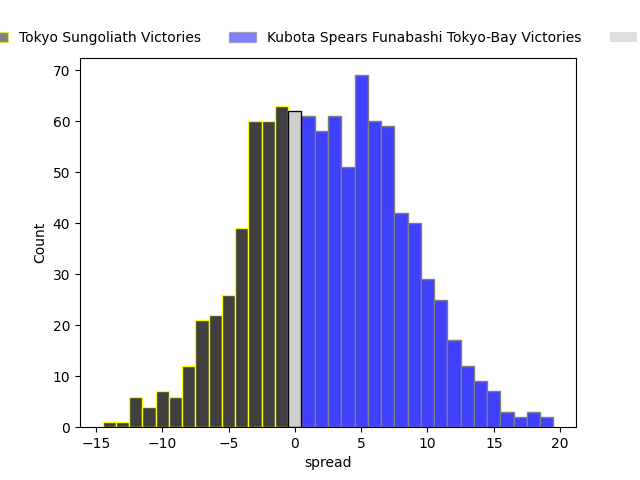 Tokyo Sungoliath Victories Kubota Spears Funabashi Tokyo-Bay Victories
70
60
50
40
30
20
10
0
Count
−15 −10 −5 0 5 10 15 20
spread